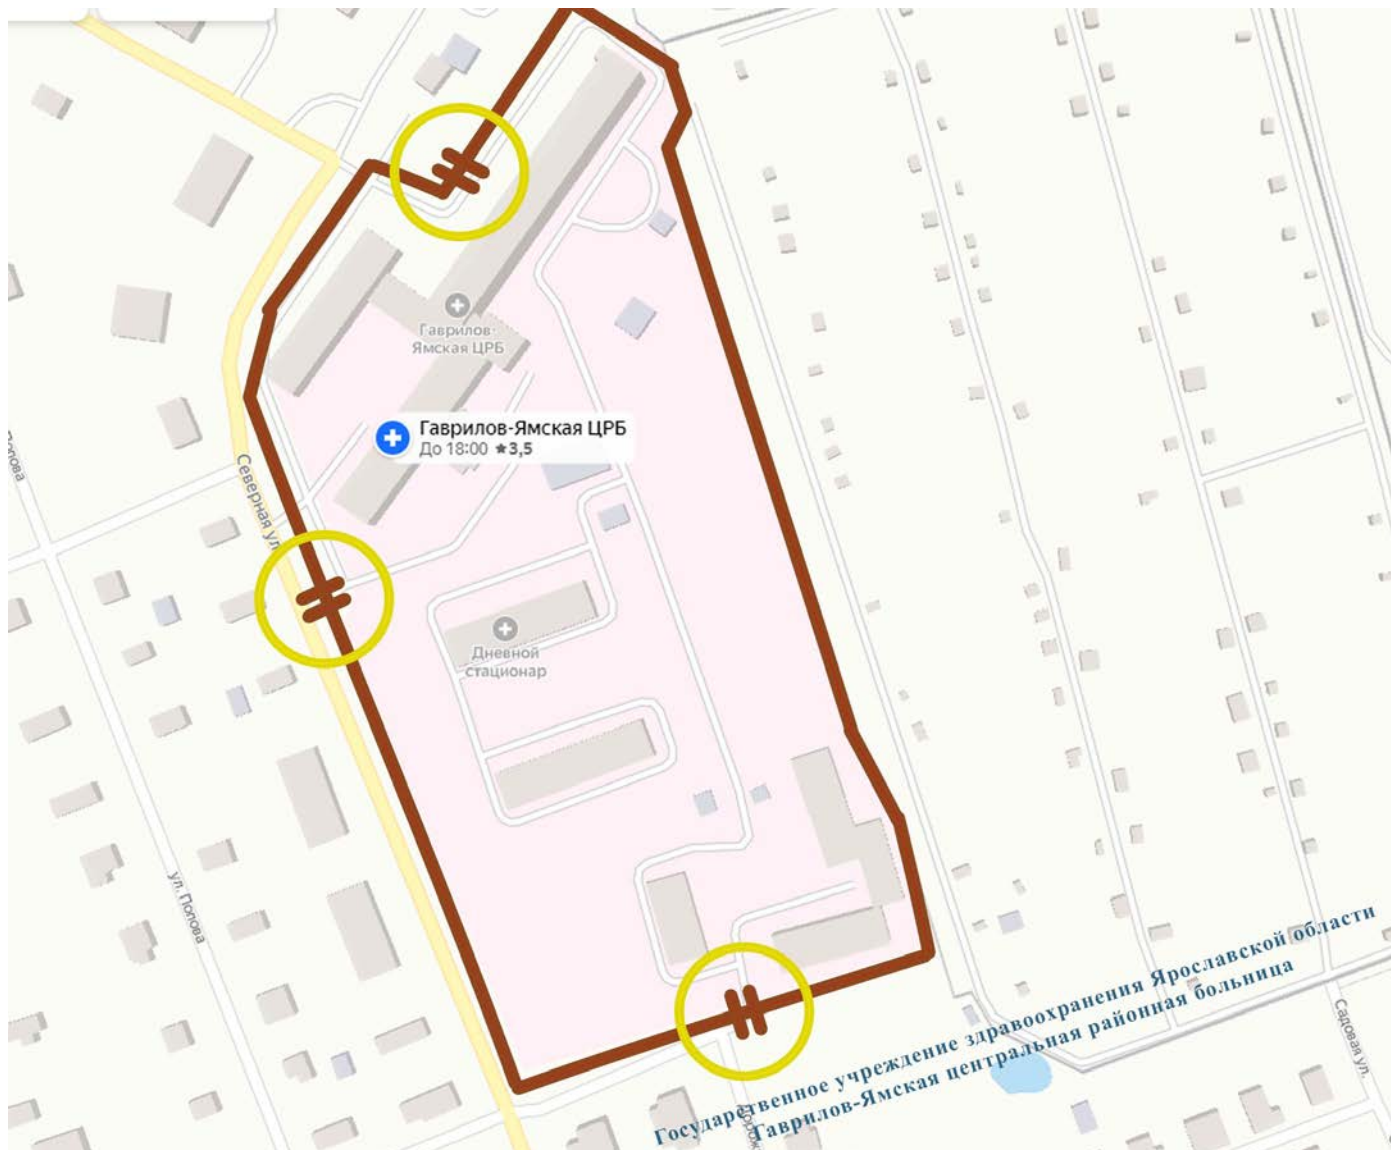 Гаврилов-
Ямская ЦРБ
Гаврилов-Ямская ЦРБ
До 18:00 ★3,5
Северная ул.
Дневной
стационар
ул. Попова
Государственное учреждение здравоохранения Ярославской области
Гаврилов-Ямская центральная районная больница
Садовая ул.